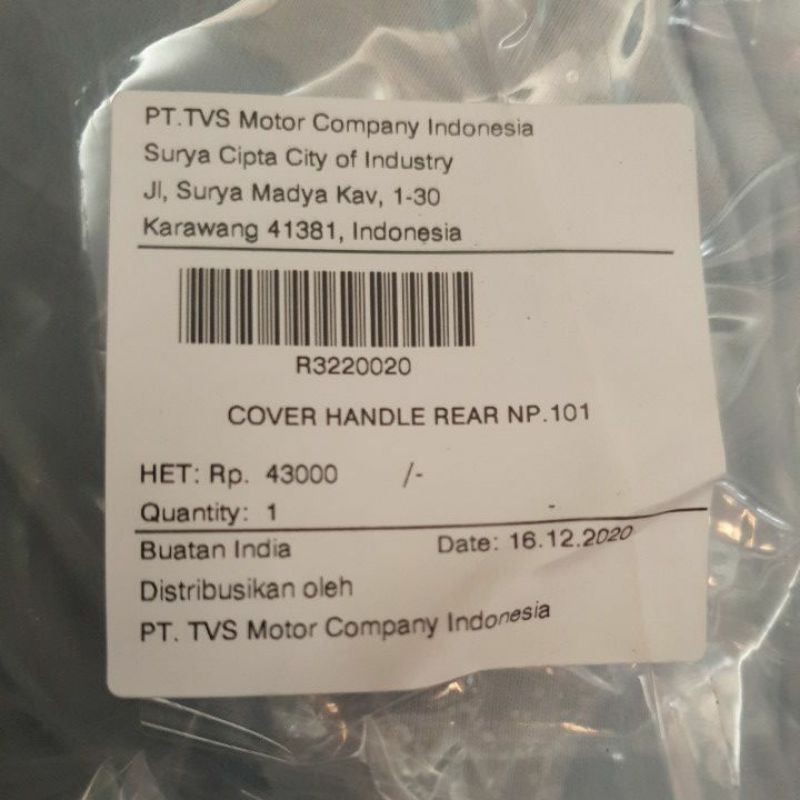 PT.TVS Motor Company Indonesia
Surya Cipta City of Industry
Jl, Surya Madya Kav, 1-30
Karawang 41381, Indonesia
R3220020
COVER HANDLE REAR NP.101
HET: Rp. 43000 /-
Quantity: 1 -
Buatan India Date: 16.12.2020
Distribusikan oleh
PT. TVS Motor Company Indonesia